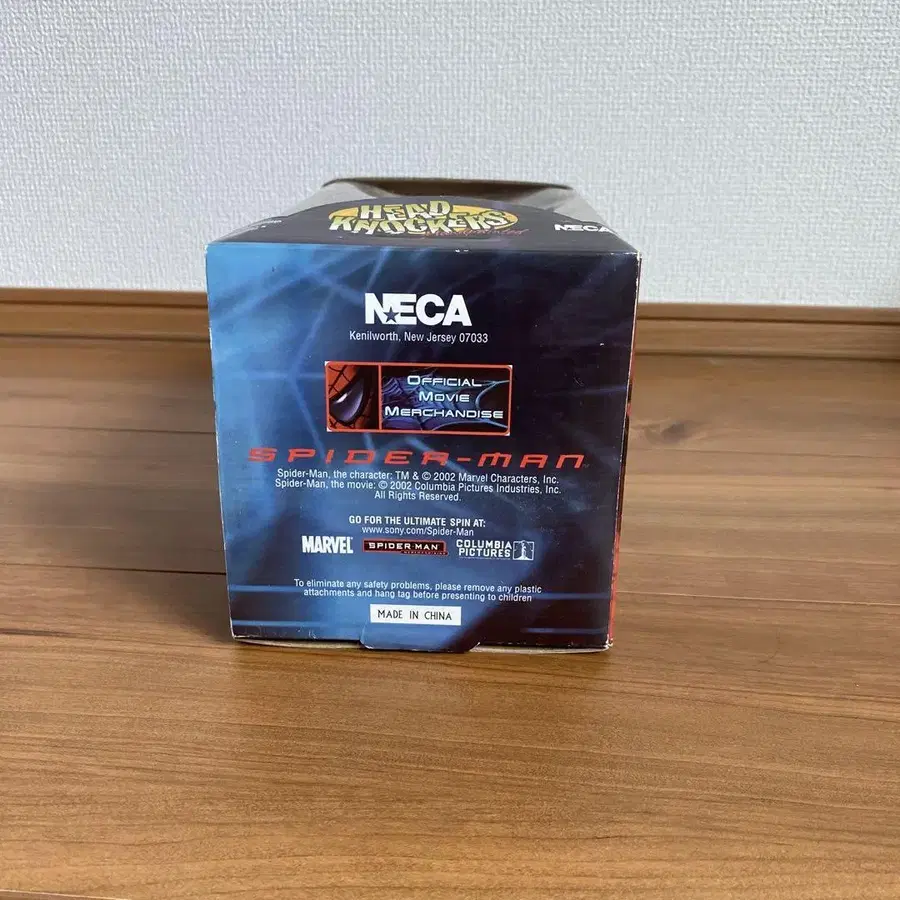 HEAD
KNOCKERS
Hand Painted
NECA
NECA
Kenilworth, New Jersey 07033
OFFICIAL
MOVIE
MERCHANDISE
SPIDER-MAN
Spider-Man, the character: TM & © 2002 Marvel Characters, Inc.
Spider-Man, the movie: © 2002 Columbia Pictures Industries, Inc.
All Rights Reserved.
GO FOR THE ULTIMATE SPIN AT:
www.sony.com/Spider-Man
MARVEL SPIDER-MAN COLUMBIA
PICTURES
To eliminate any safety problems, please remove any plastic
attachments and hang tag before presenting to children
MADE IN CHINA